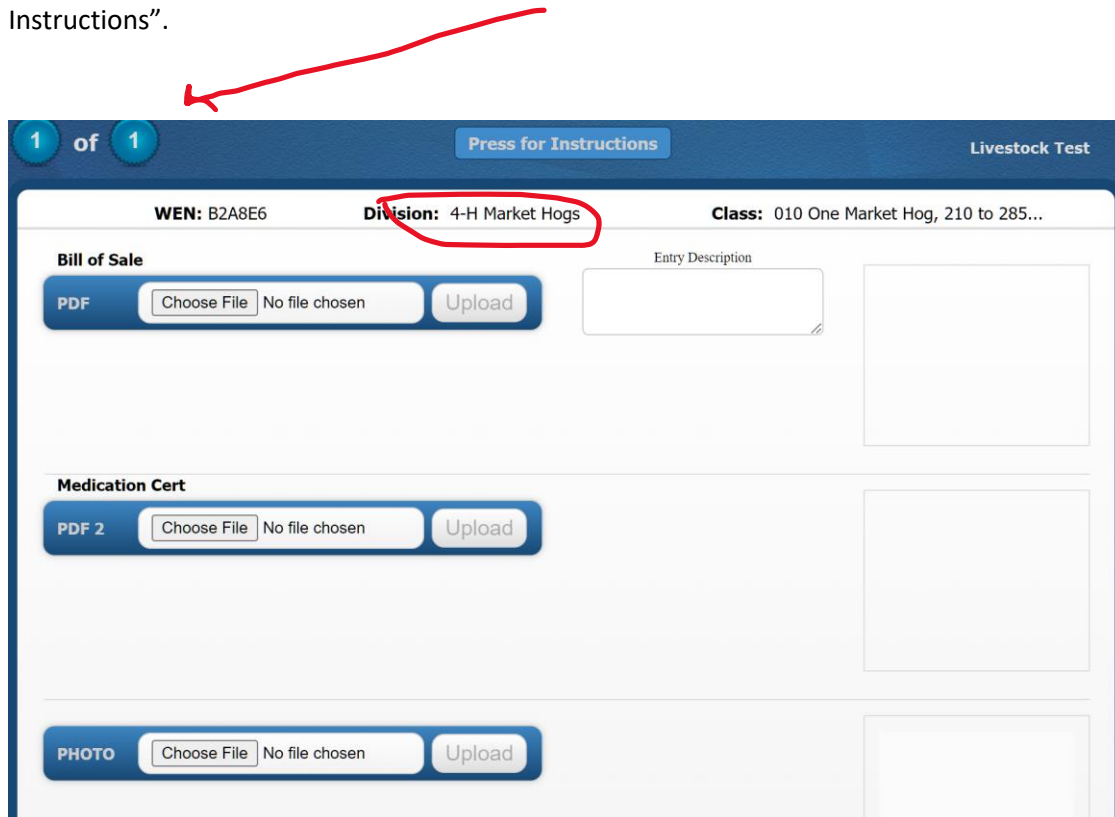 Instructions”.
1 of 1 Press for Instructions Livestock Test
WEN: B2A8E6 Division: 4-H Market Hogs Class: 010 One Market Hog, 210 to 285...
Bill of Sale Entry Description
PDF Choose File No file chosen Upload
Medication Cert
PDF 2 Choose File No file chosen Upload
PHOTO Choose File No file chosen Upload